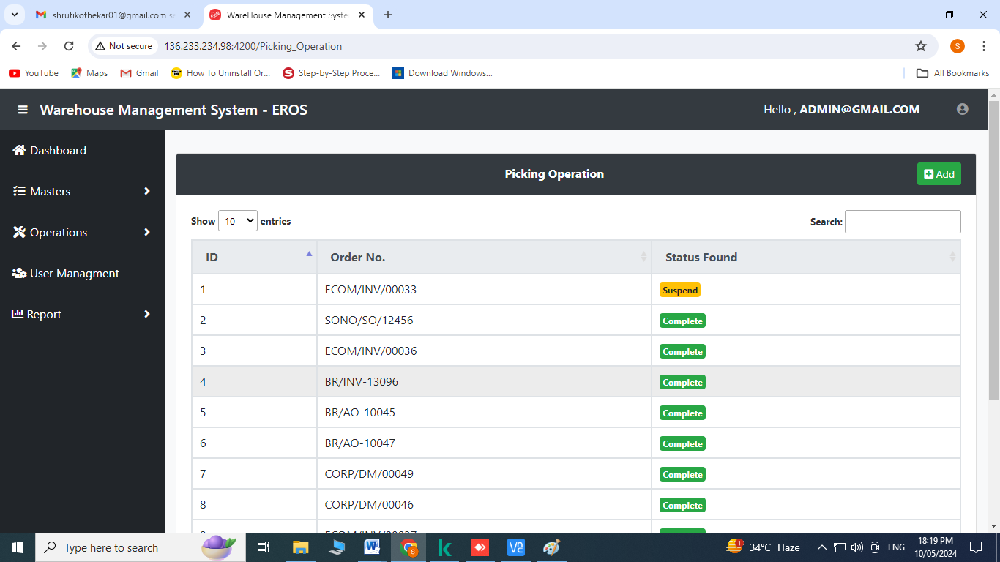 shrutikothekar01@gmail.com
WareHouse Management Syste
Not secure
136.233.234.98:4200/Picking_Operation
S
YouTube
Maps
Gmail
How To Uninstall Or...
Step-by-Step Proce...
Download Windows...
All Bookmarks
Warehouse Management System - EROS
Hello , ADMIN@GMAIL.COM
Dashboard
Masters
Operations
User Managment
Report
Picking Operation
Add
Show 10 entries
Search:
ID Order No. Status Found
1 ECOM/INV/00033 Suspend
2 SONO/SO/12456 Complete
3 ECOM/INV/00036 Complete
4 BR/INV-13096 Complete
5 BR/AO-10045 Complete
6 BR/AO-10047 Complete
7 CORP/DM/00049 Complete
8 CORP/DM/00046 Complete
Type here to search
34°C Haze
ENG
18:19 PM
10/05/2024